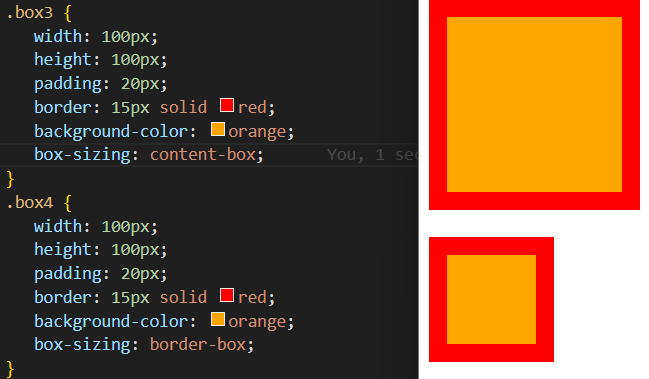 .box3 {
width: 100px;
height: 100px;
padding: 20px;
border: 15px solid red;
background-color: orange;
box-sizing: content-box; You, 1 sec
}
.box4 {
width: 100px;
height: 100px;
padding: 20px;
border: 15px solid red;
background-color: orange;
box-sizing: border-box;
}